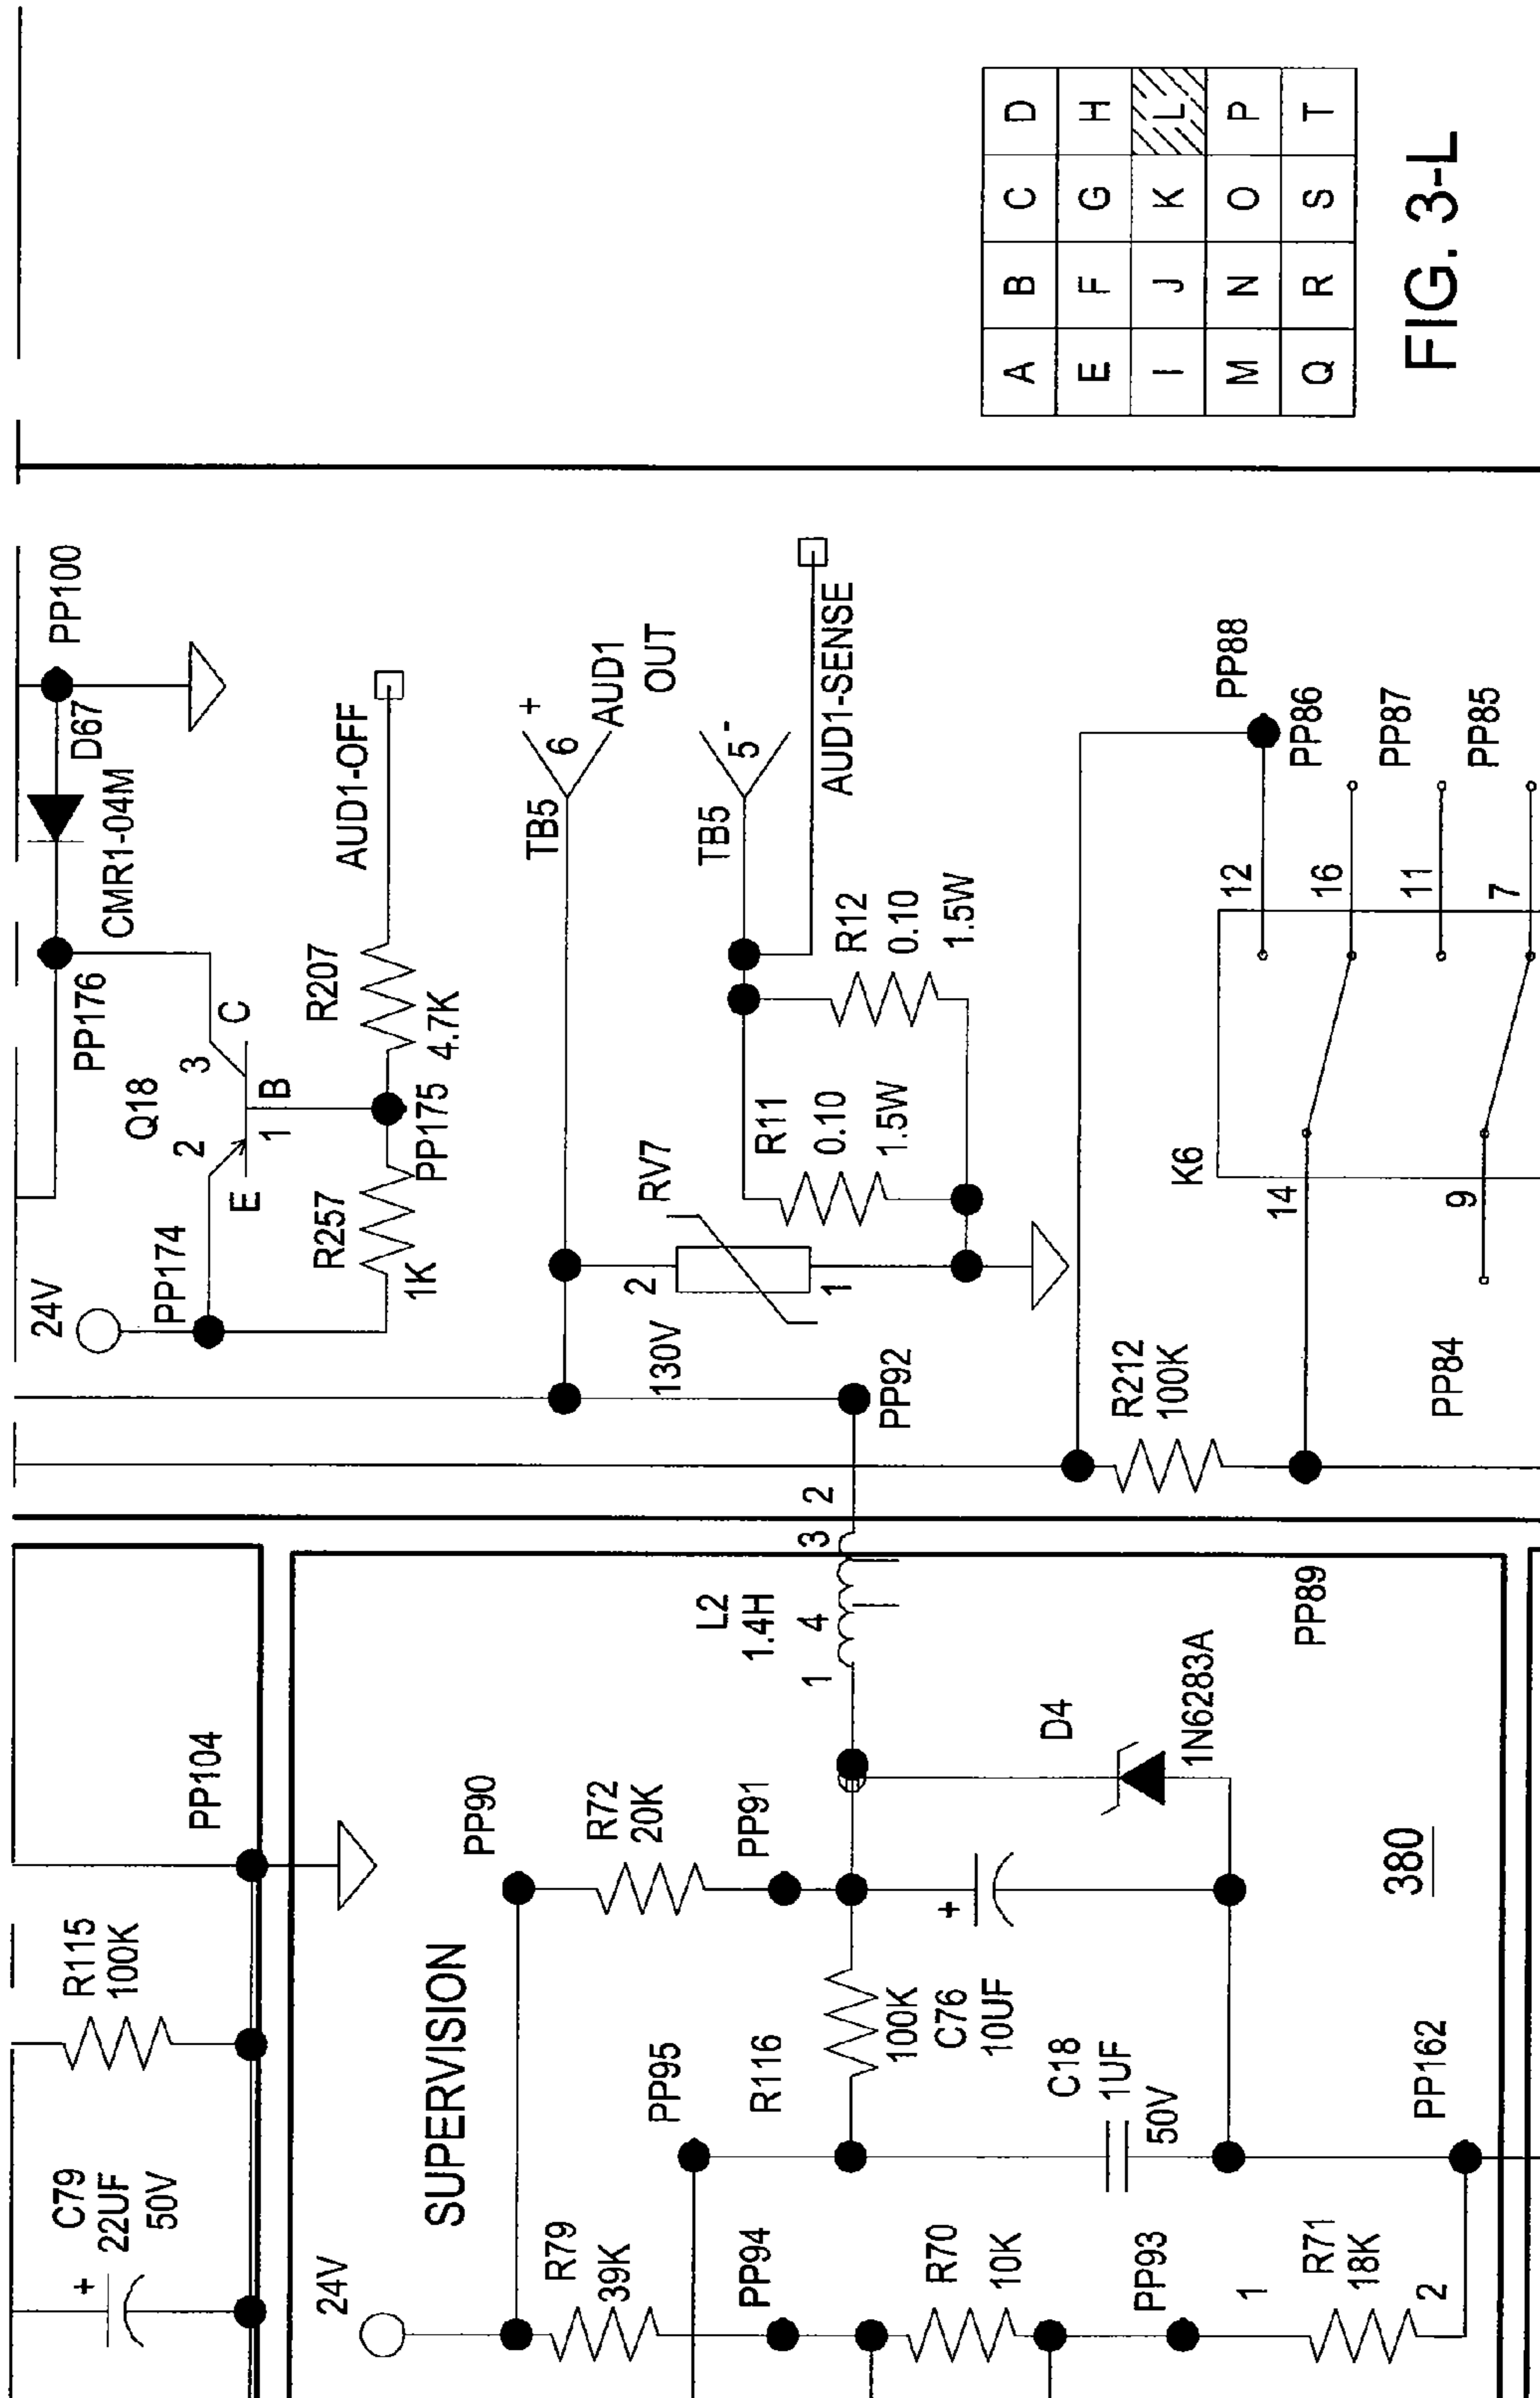 C79
22UF
50V
+
R115
100K
PP104
24V
SUPERVISION
PP90
R79
39K
R72
20K
PP94
PP95
PP91
R116
100K
C76
10UF
+
L2
1.4H
1
4
3
2
R70
10K
C18
1UF
50V
D4
1N6283A
PP93
1
R71
18K
2
PP162
380
PP89
24V
PP174
PP176
CMR1-04M
D67
PP100
Q18
2
3
E
C
1
B
R257
1K
PP175
R207
4.7K
AUD1-OFF
TB5
6
+
AUD1
OUT
130V
2
RV7
1
PP92
R11
0.10
1.5W
R12
0.10
1.5W
TB5
5
-
AUD1-SENSE
R212
100K
K6
14
12
PP88
16
PP86
11
PP87
9
7
PP85
PP84
A B C D
E F G H
I J K L
M N O P
Q R S T
FIG. 3-L